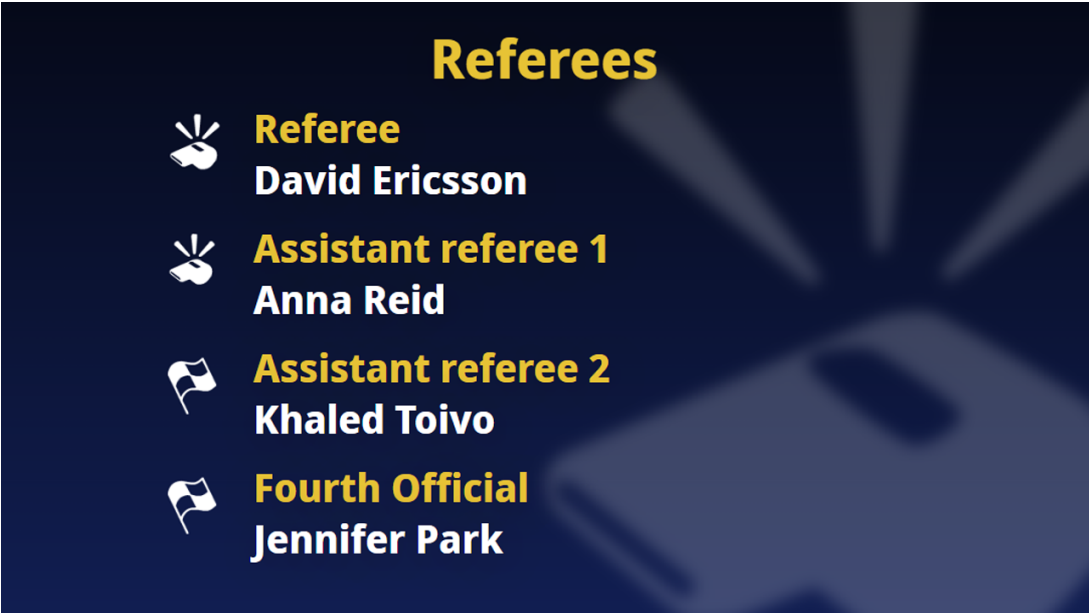 Referees
Referee
David Ericsson
Assistant referee 1
Anna Reid
Assistant referee 2
Khaled Toivo
Fourth Official
Jennifer Park